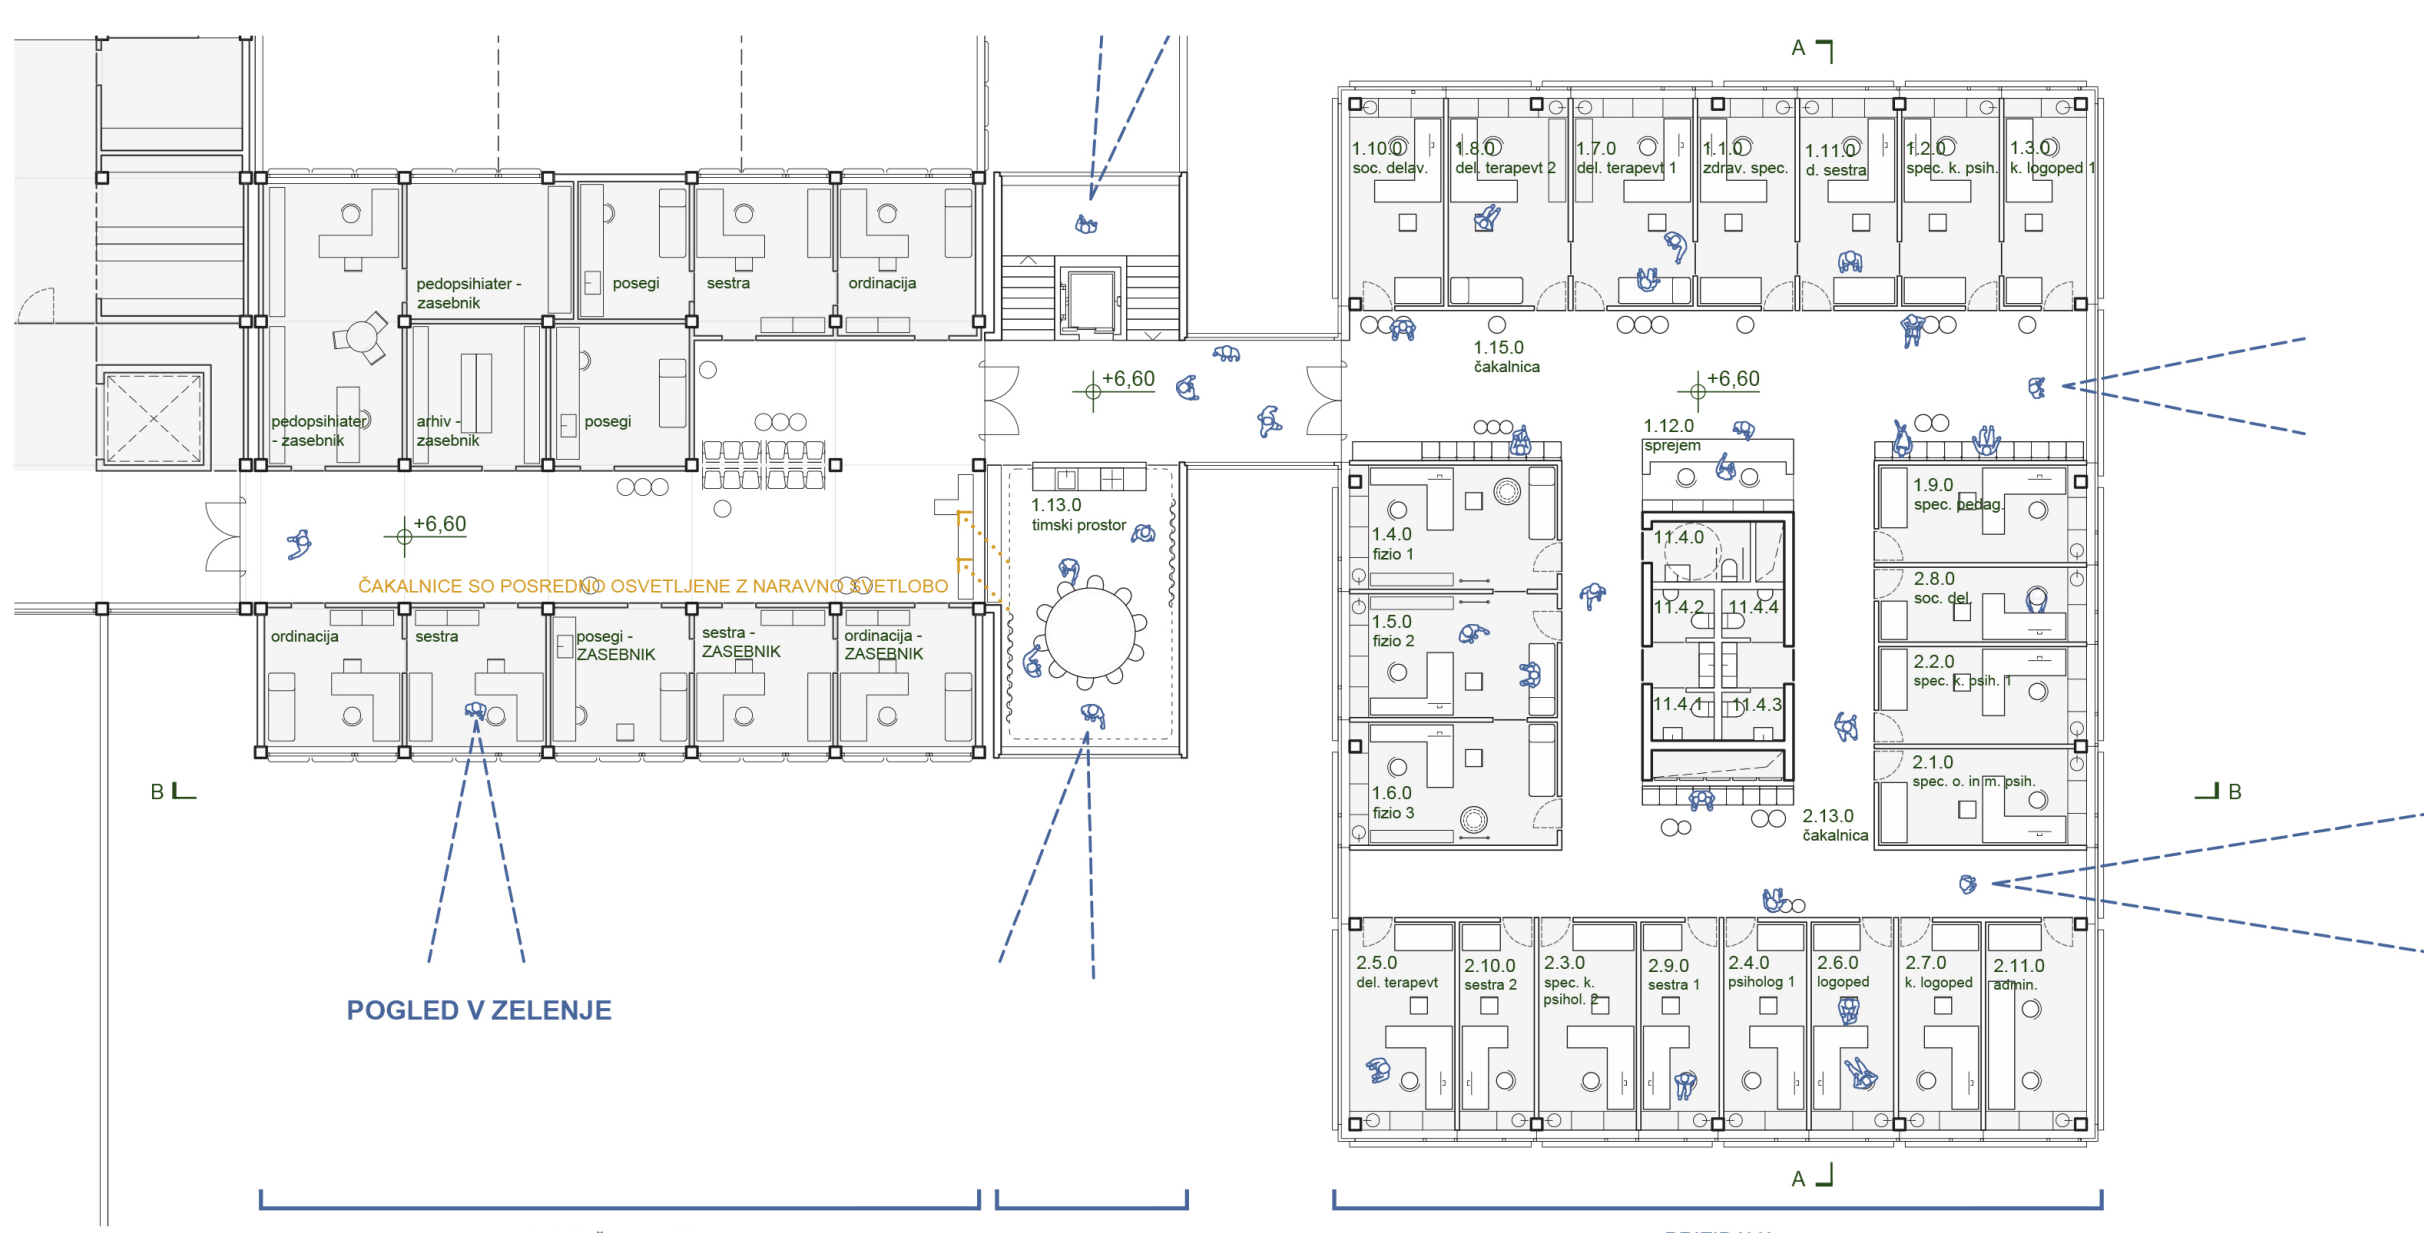 A
1.10.0
soc. delav.
1.8.0
del. terapevt 2
1.7.0
del. terapevt 1
1.1.0
zdrav. spec.
1.11.0
d. sestra
1.2.0
spec. k. psih.
1.3.0
k. logoped 1
pedopsihiater -
zasebnik
posegi
sestra
ordinacija
pedopsihiater
- zasebnik
arhiv -
zasebnik
posegi
+6,60
1.15.0
čakalnica
+6,60
1.12.0
sprejem
+6,60
1.13.0
timski prostor
ČAKALNICE SO POSREDNO OSVETLJENE Z NARAVNO SVETLOBO
1.4.0
fizio 1
1.5.0
fizio 2
1.6.0
fizio 3
11.4.0
11.4.2
11.4.4
11.4.1
11.4.3
1.9.0
spec. pedag.
2.8.0
soc. del.
2.2.0
spec. k. psih. 1
2.1.0
spec. o. in m. psih.
2.13.0
čakalnica
ordinacija
sestra
posegi -
ZASEBNIK
sestra -
ZASEBNIK
ordinacija -
ZASEBNIK
B
B
POGLED V ZELENJE
2.5.0
del. terapevt
2.10.0
sestra 2
2.3.0
spec. k.
psihol. 2
2.9.0
sestra 1
2.4.0
psiholog 1
2.6.0
logoped
2.7.0
k. logoped
2.11.0
admin.
A